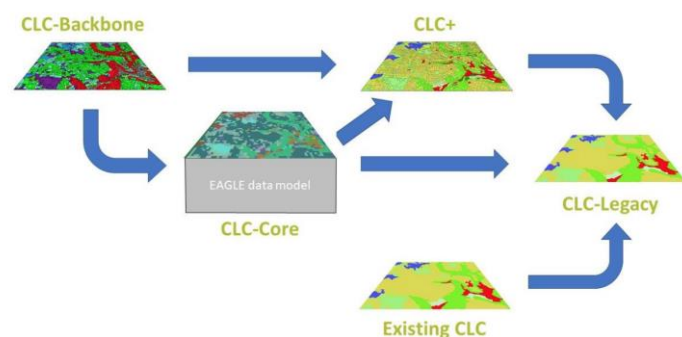 CLC-Backbone
CLC+
EAGLE data model
CLC-Core
CLC-Legacy
Existing CLC